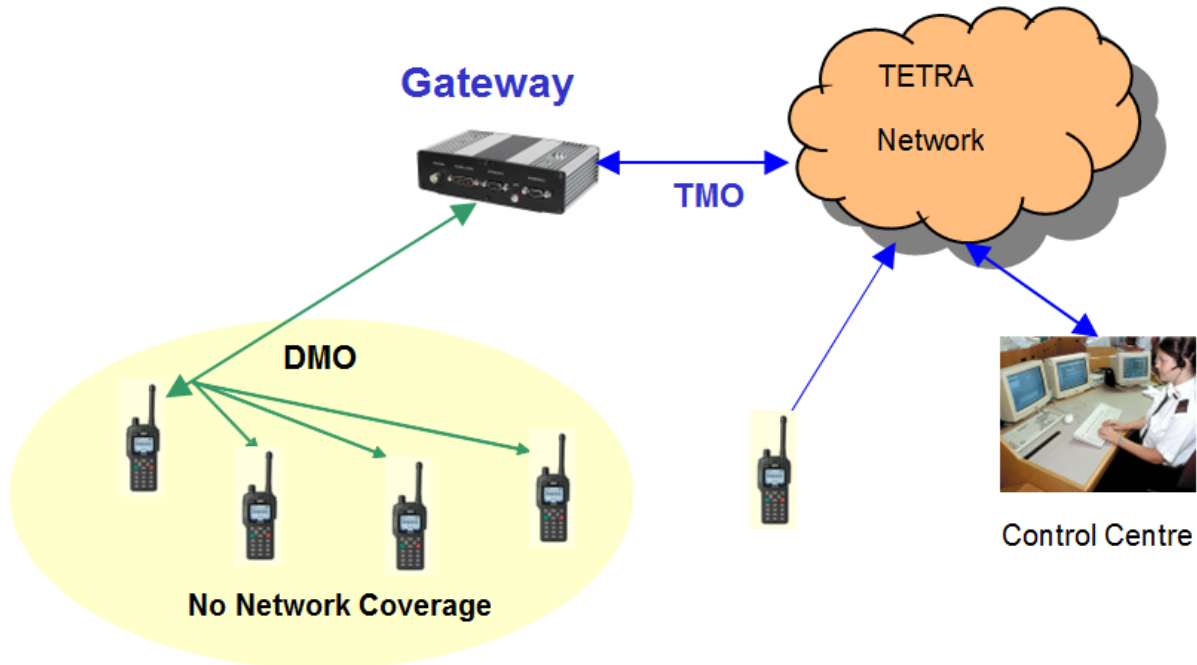 Gateway
TETRA
Network
TMO
DMO
No Network Coverage
Control Centre